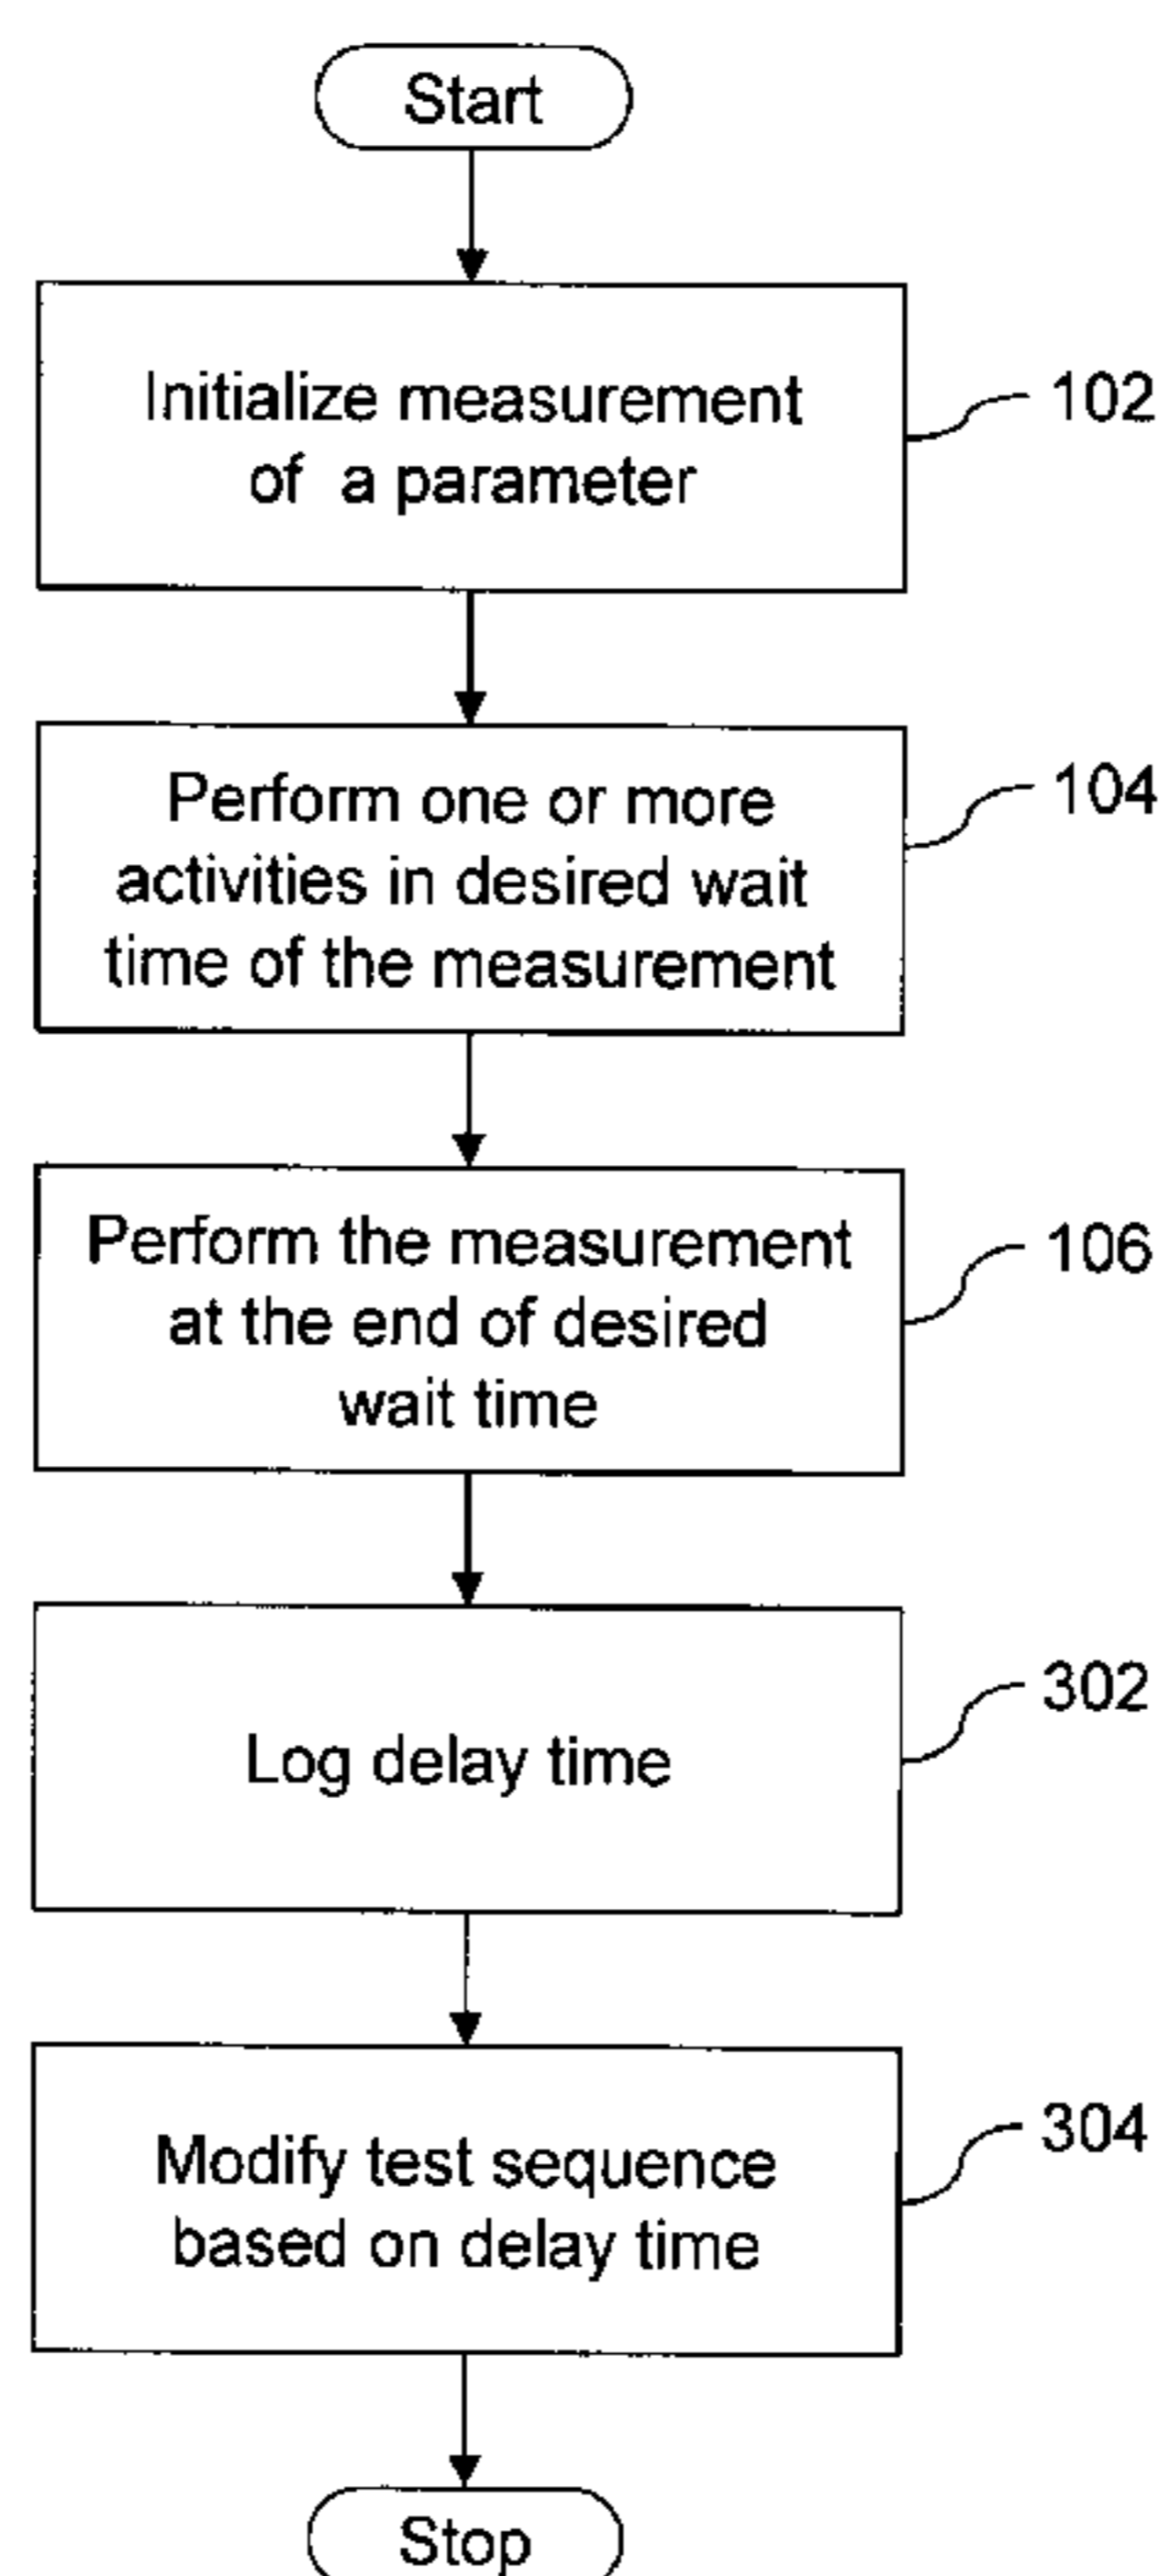 Start
Initialize measurement
of a parameter
102
Perform one or more
activities in desired wait
time of the measurement
104
Perform the measurement
at the end of desired
wait time
106
Log delay time
302
Modify test sequence
based on delay time
304
Stop